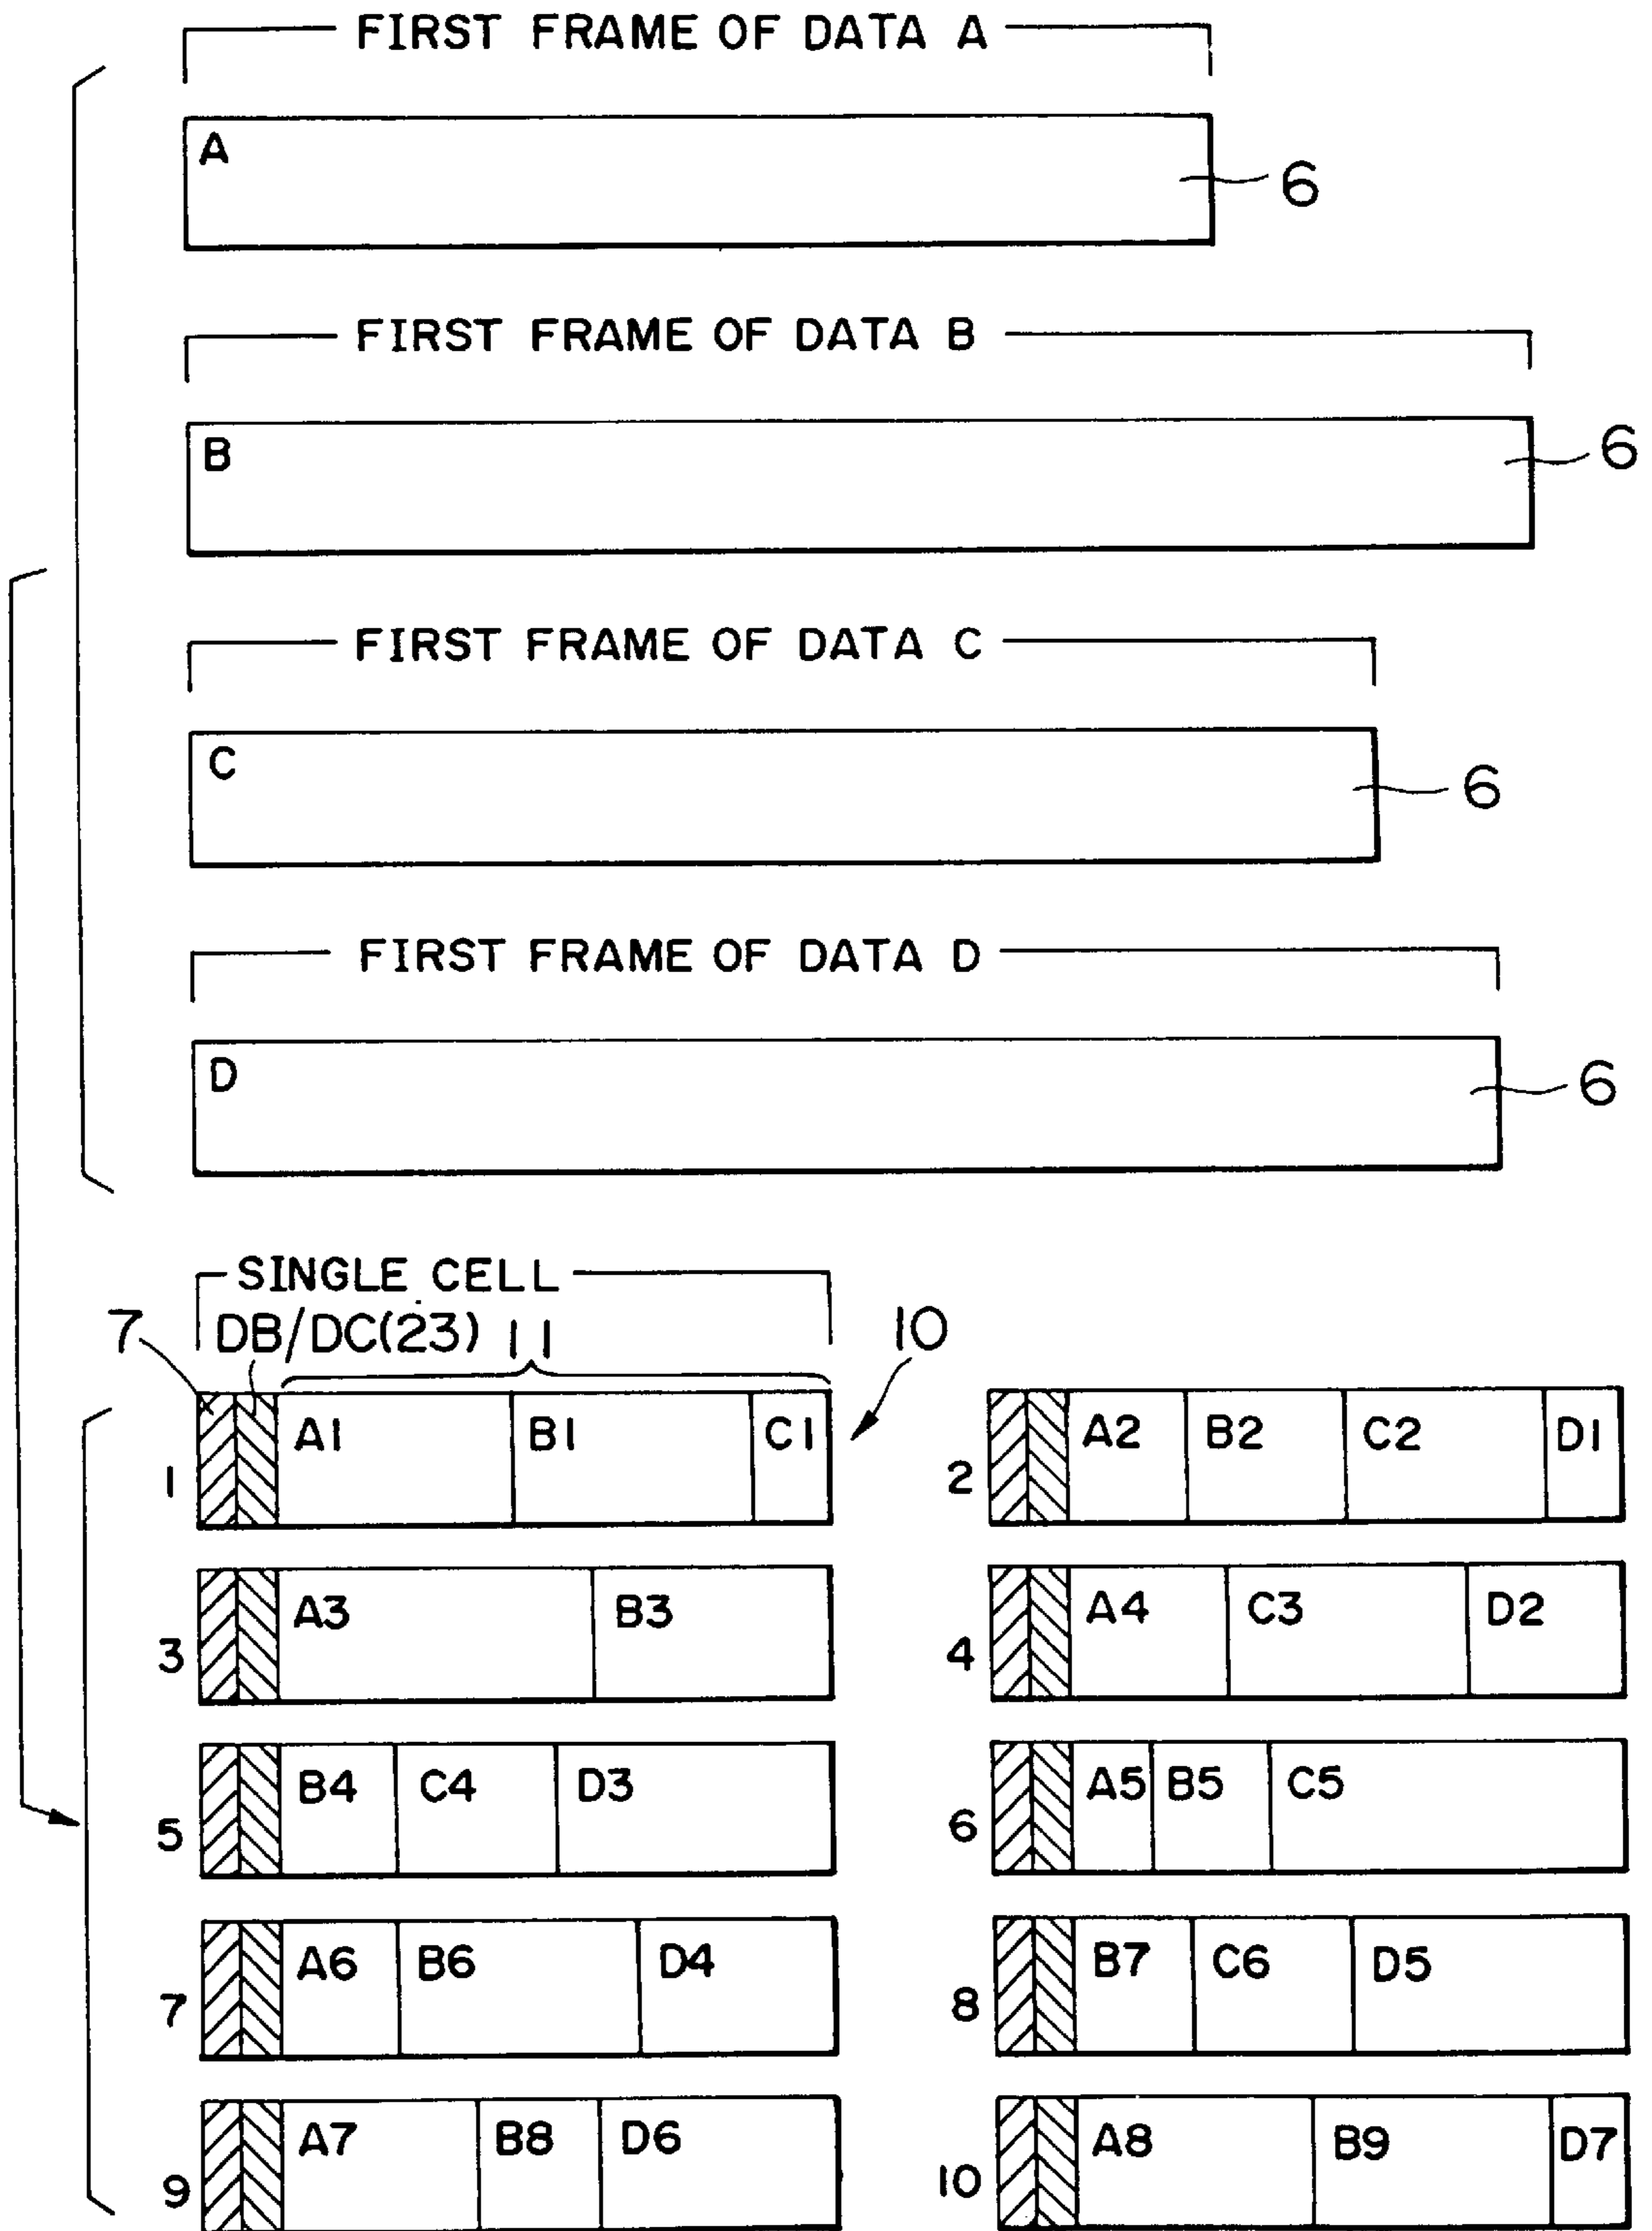 FIRST FRAME OF DATA A
A
6
FIRST FRAME OF DATA B
B
6
FIRST FRAME OF DATA C
C
6
FIRST FRAME OF DATA D
D
6
SINGLE CELL
7 DB/DC(23) 11 10
1 A1 B1 C1
2 A2 B2 C2 D1
3 A3 B3
4 A4 C3 D2
5 B4 C4 D3
6 A5 B5 C5
7 A6 B6 D4
8 B7 C6 D5
9 A7 B8 D6
10 A8 B9 D7